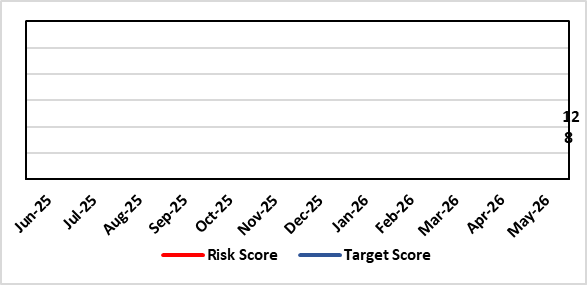 12
8
Jun-25 Jul-25 Aug-25 Sep-25 Oct-25 Nov-25 Dec-25 Jan-26 Feb-26 Mar-26 Apr-26 May-26
Risk Score Target Score